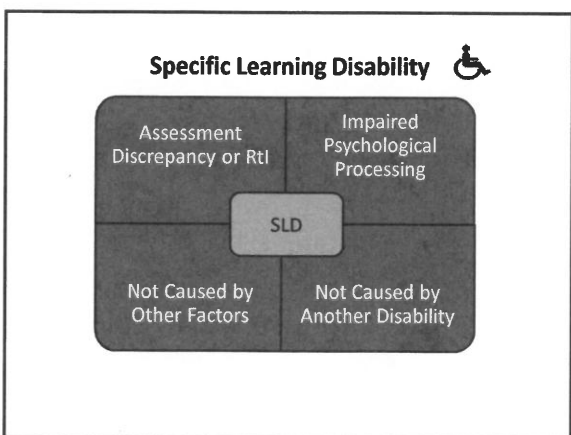 Specific Learning Disability
Assessment
Discrepancy or RtI
Impaired
Psychological
Processing
SLD
Not Caused by
Other Factors
Not Caused by
Another Disability